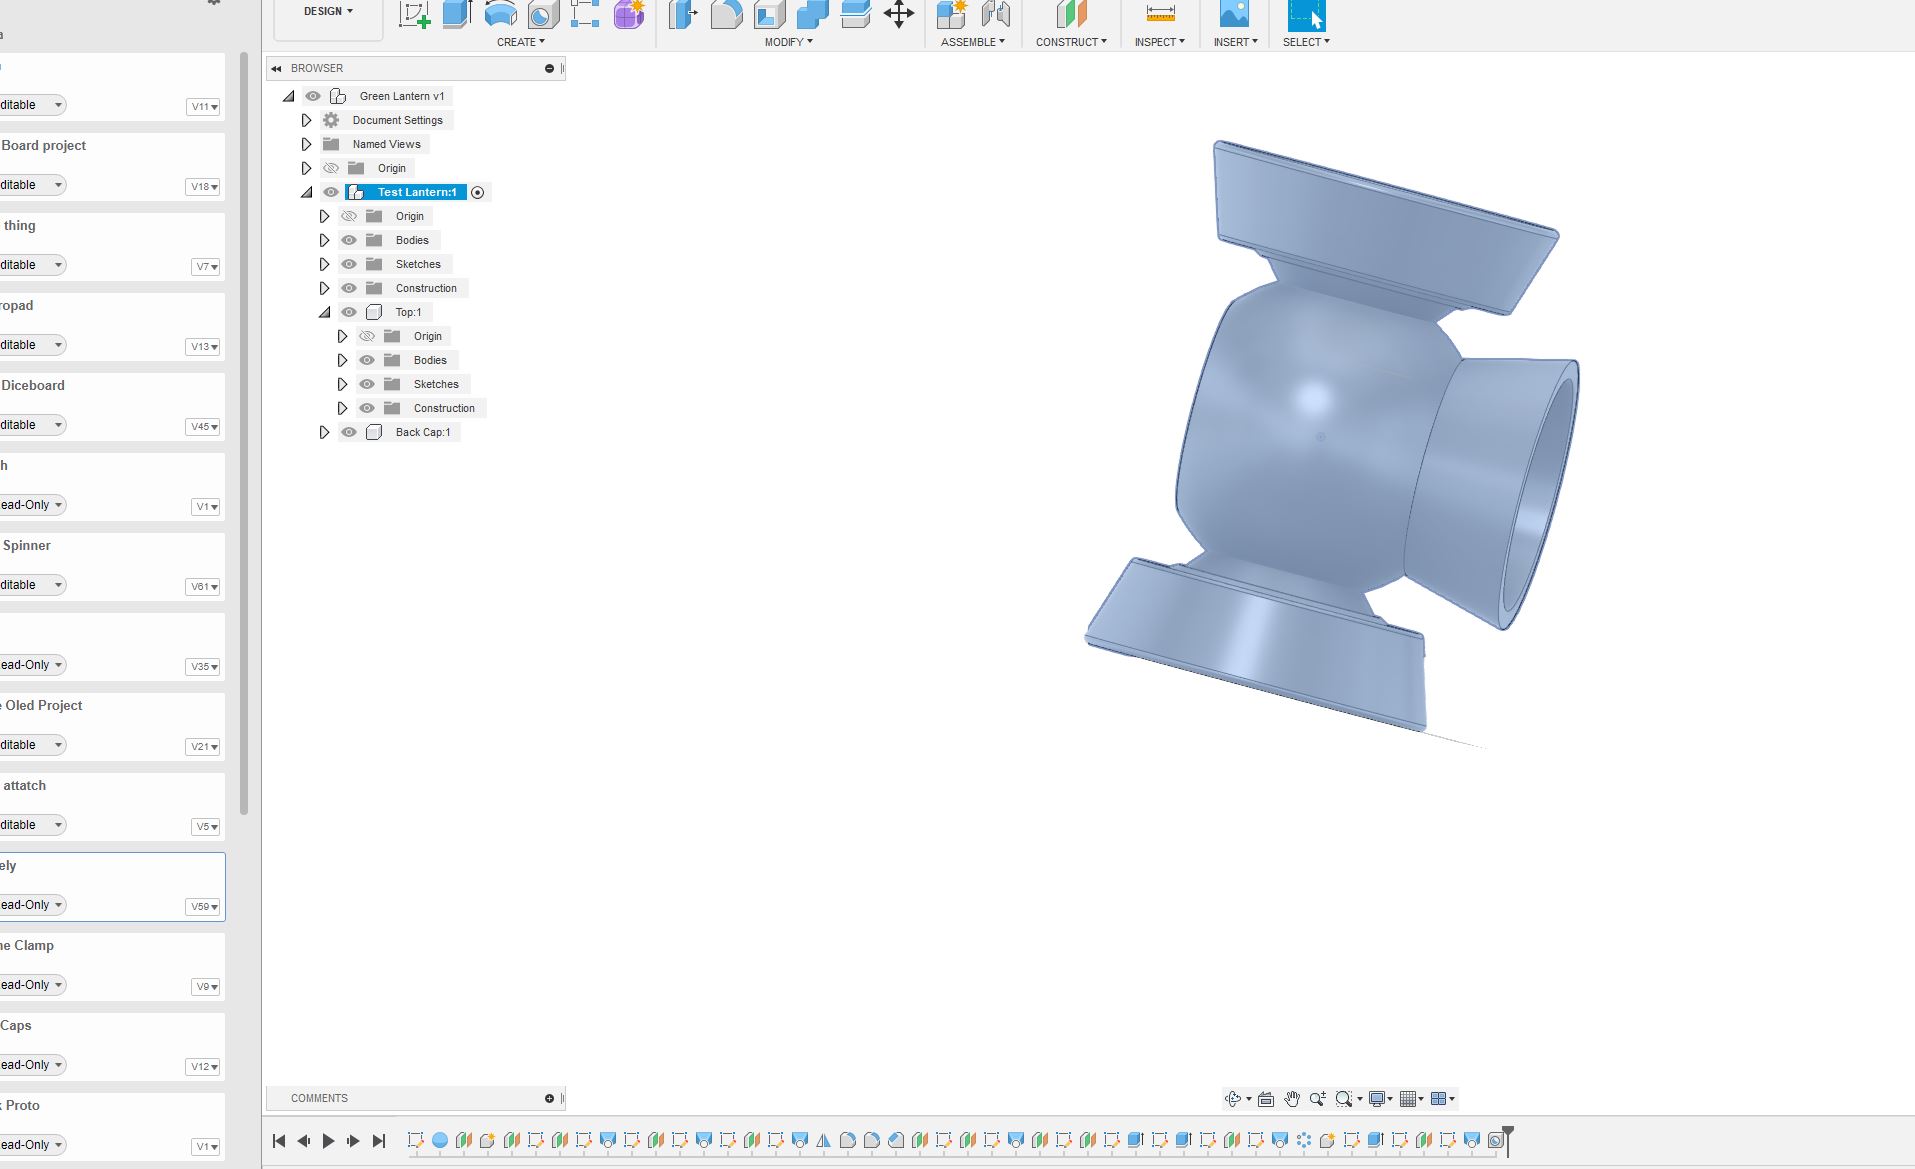 DESIGN
CREATE
MODIFY
ASSEMBLE
CONSTRUCT
INSPECT
INSERT
SELECT
a
ditable
V11
Board project
ditable
V18
thing
ditable
V7
ropad
ditable
V13
Diceboard
ditable
V45
h
ead-Only
V1
Spinner
ditable
V61
ead-Only
V35
e Oled Project
ditable
V21
attatch
ditable
V5
ely
ead-Only
V59
ne Clamp
ead-Only
V9
Caps
ead-Only
V12
Proto
ead-Only
V1
BROWSER
Green Lantern v1
Document Settings
Named Views
Origin
Test Lantern:1
Origin
Bodies
Sketches
Construction
Top:1
Origin
Bodies
Sketches
Construction
Back Cap:1
COMMENTS